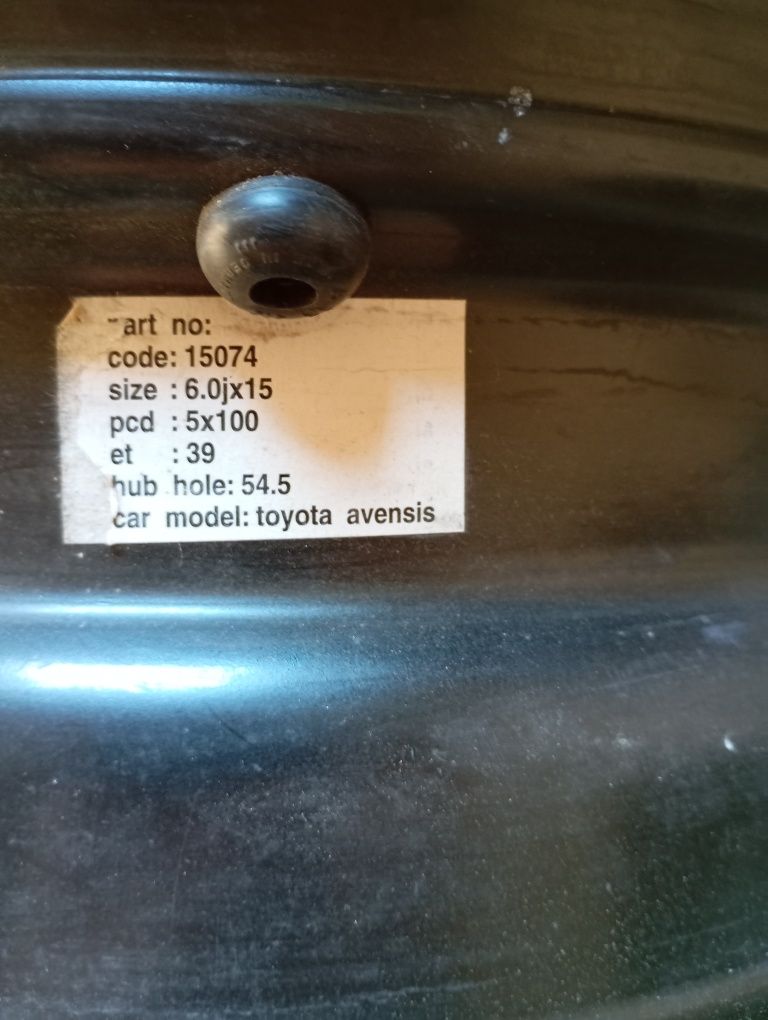 art no:
code: 15074
size : 6.0jx15
pcd : 5x100
et : 39
hub hole: 54.5
car model: toyota avensis